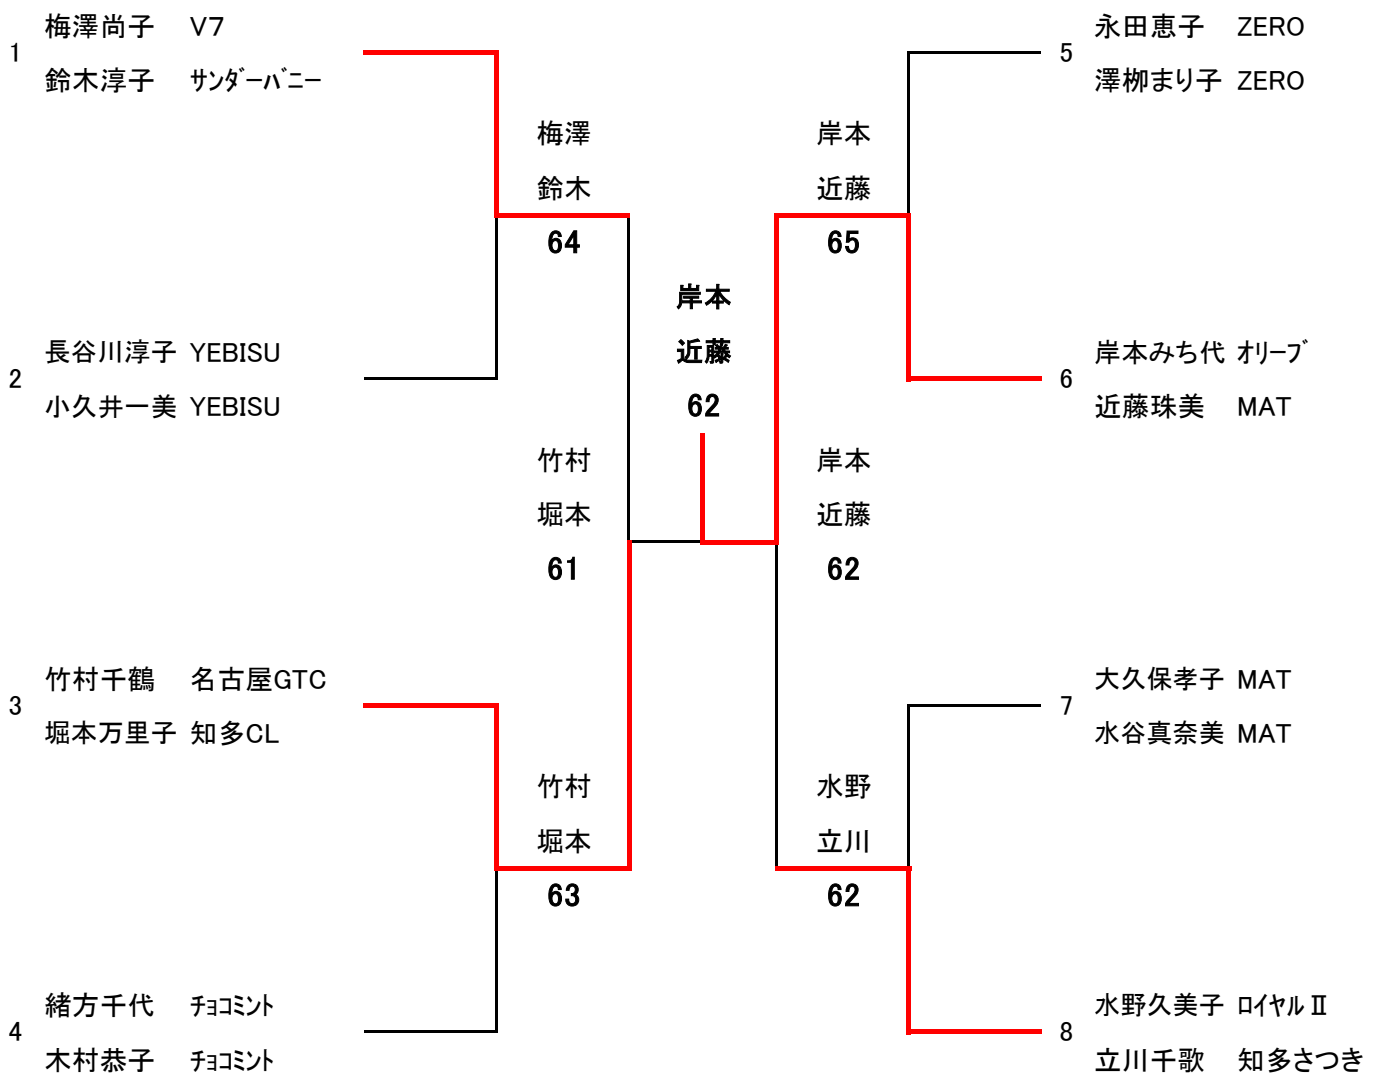 1
梅澤尚子 V7
鈴木淳子 ｻﾝﾀﾞｰﾊﾞﾆｰ
2
長谷川淳子 YEBISU
小久井一美 YEBISU
3
竹村千鶴 名古屋GTC
堀本万里子 知多CL
4
緒方千代 ﾁｮｺﾐﾝﾄ
木村恭子 ﾁｮｺﾐﾝﾄ
梅澤
鈴木
64
竹村
堀本
61
竹村
堀本
63
岸本
近藤
62
岸本
近藤
65
岸本
近藤
62
水野
立川
62
5
永田恵子 ZERO
澤栁まり子 ZERO
6
岸本みち代 ｵﾘｰﾌﾞ
近藤珠美 MAT
7
大久保孝子 MAT
水谷真奈美 MAT
8
水野久美子 ﾛｲﾔﾙⅡ
立川千歌 知多さつき